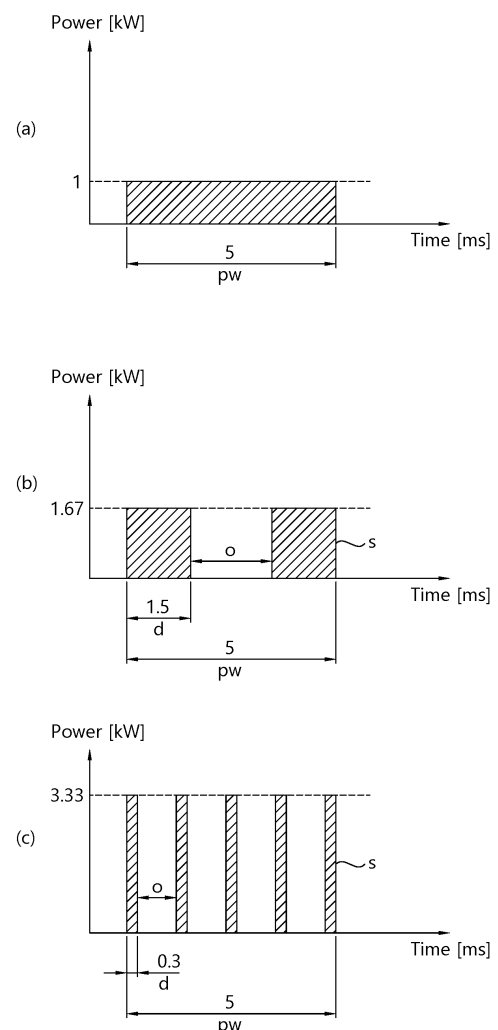 Power [kW]
(a)
1
Time [ms]
5
pw
Power [kW]
(b)
1.67
o
s
Time [ms]
1.5
d
5
pw
Power [kW]
3.33
(c)
s
o
Time [ms]
0.3
d
5
pw